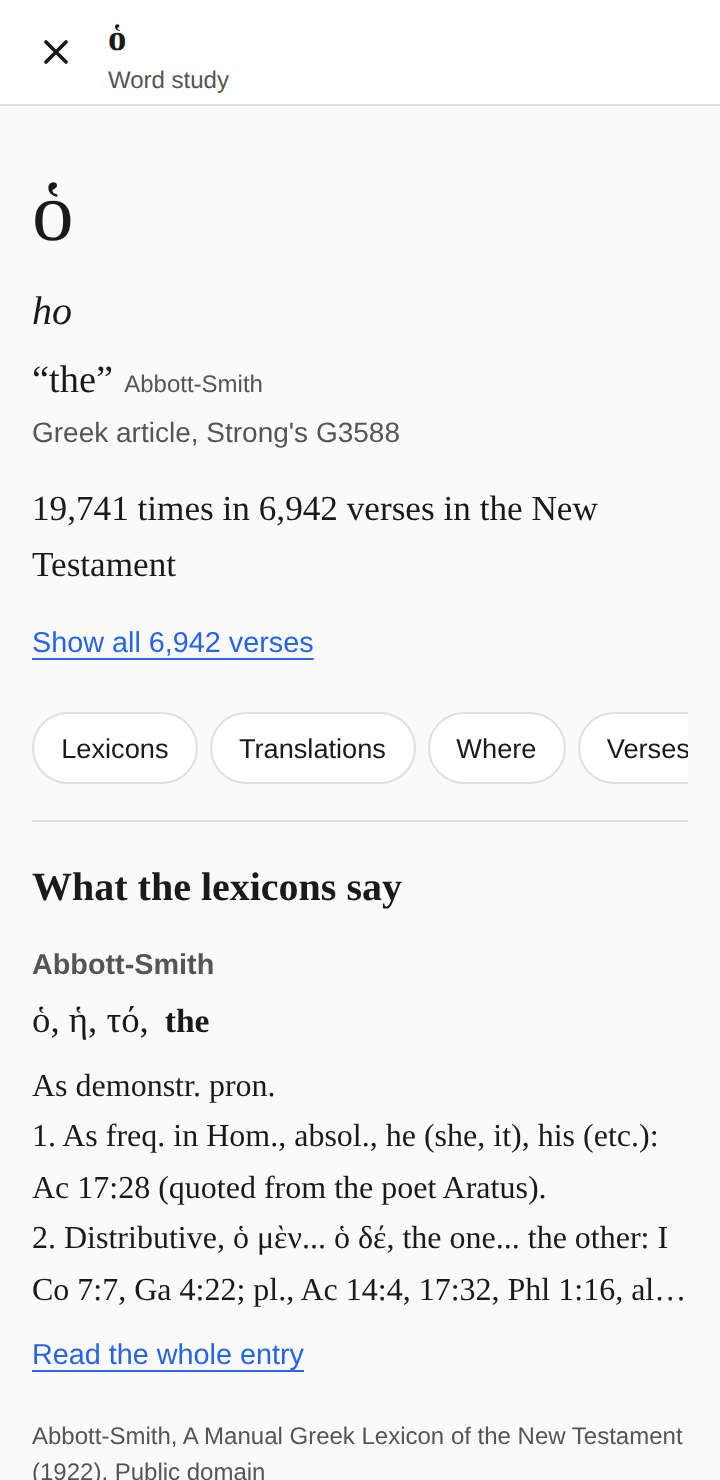 ὁ
Word study
ὁ
ho
“the” Abbott-Smith
Greek article, Strong's G3588
19,741 times in 6,942 verses in the New
Testament
Show all 6,942 verses
Lexicons Translations Where Verses
What the lexicons say
Abbott-Smith
ὁ, ἡ, τό, the
As demonstr. pron.
1. As freq. in Hom., absol., he (she, it), his (etc.):
Ac 17:28 (quoted from the poet Aratus).
2. Distributive, ὁ μὲν... ὁ δέ, the one... the other: I
Co 7:7, Ga 4:22; pl., Ac 14:4, 17:32, Phl 1:16, al…
Read the whole entry
Abbott-Smith, A Manual Greek Lexicon of the New Testament
(1922). Public domain